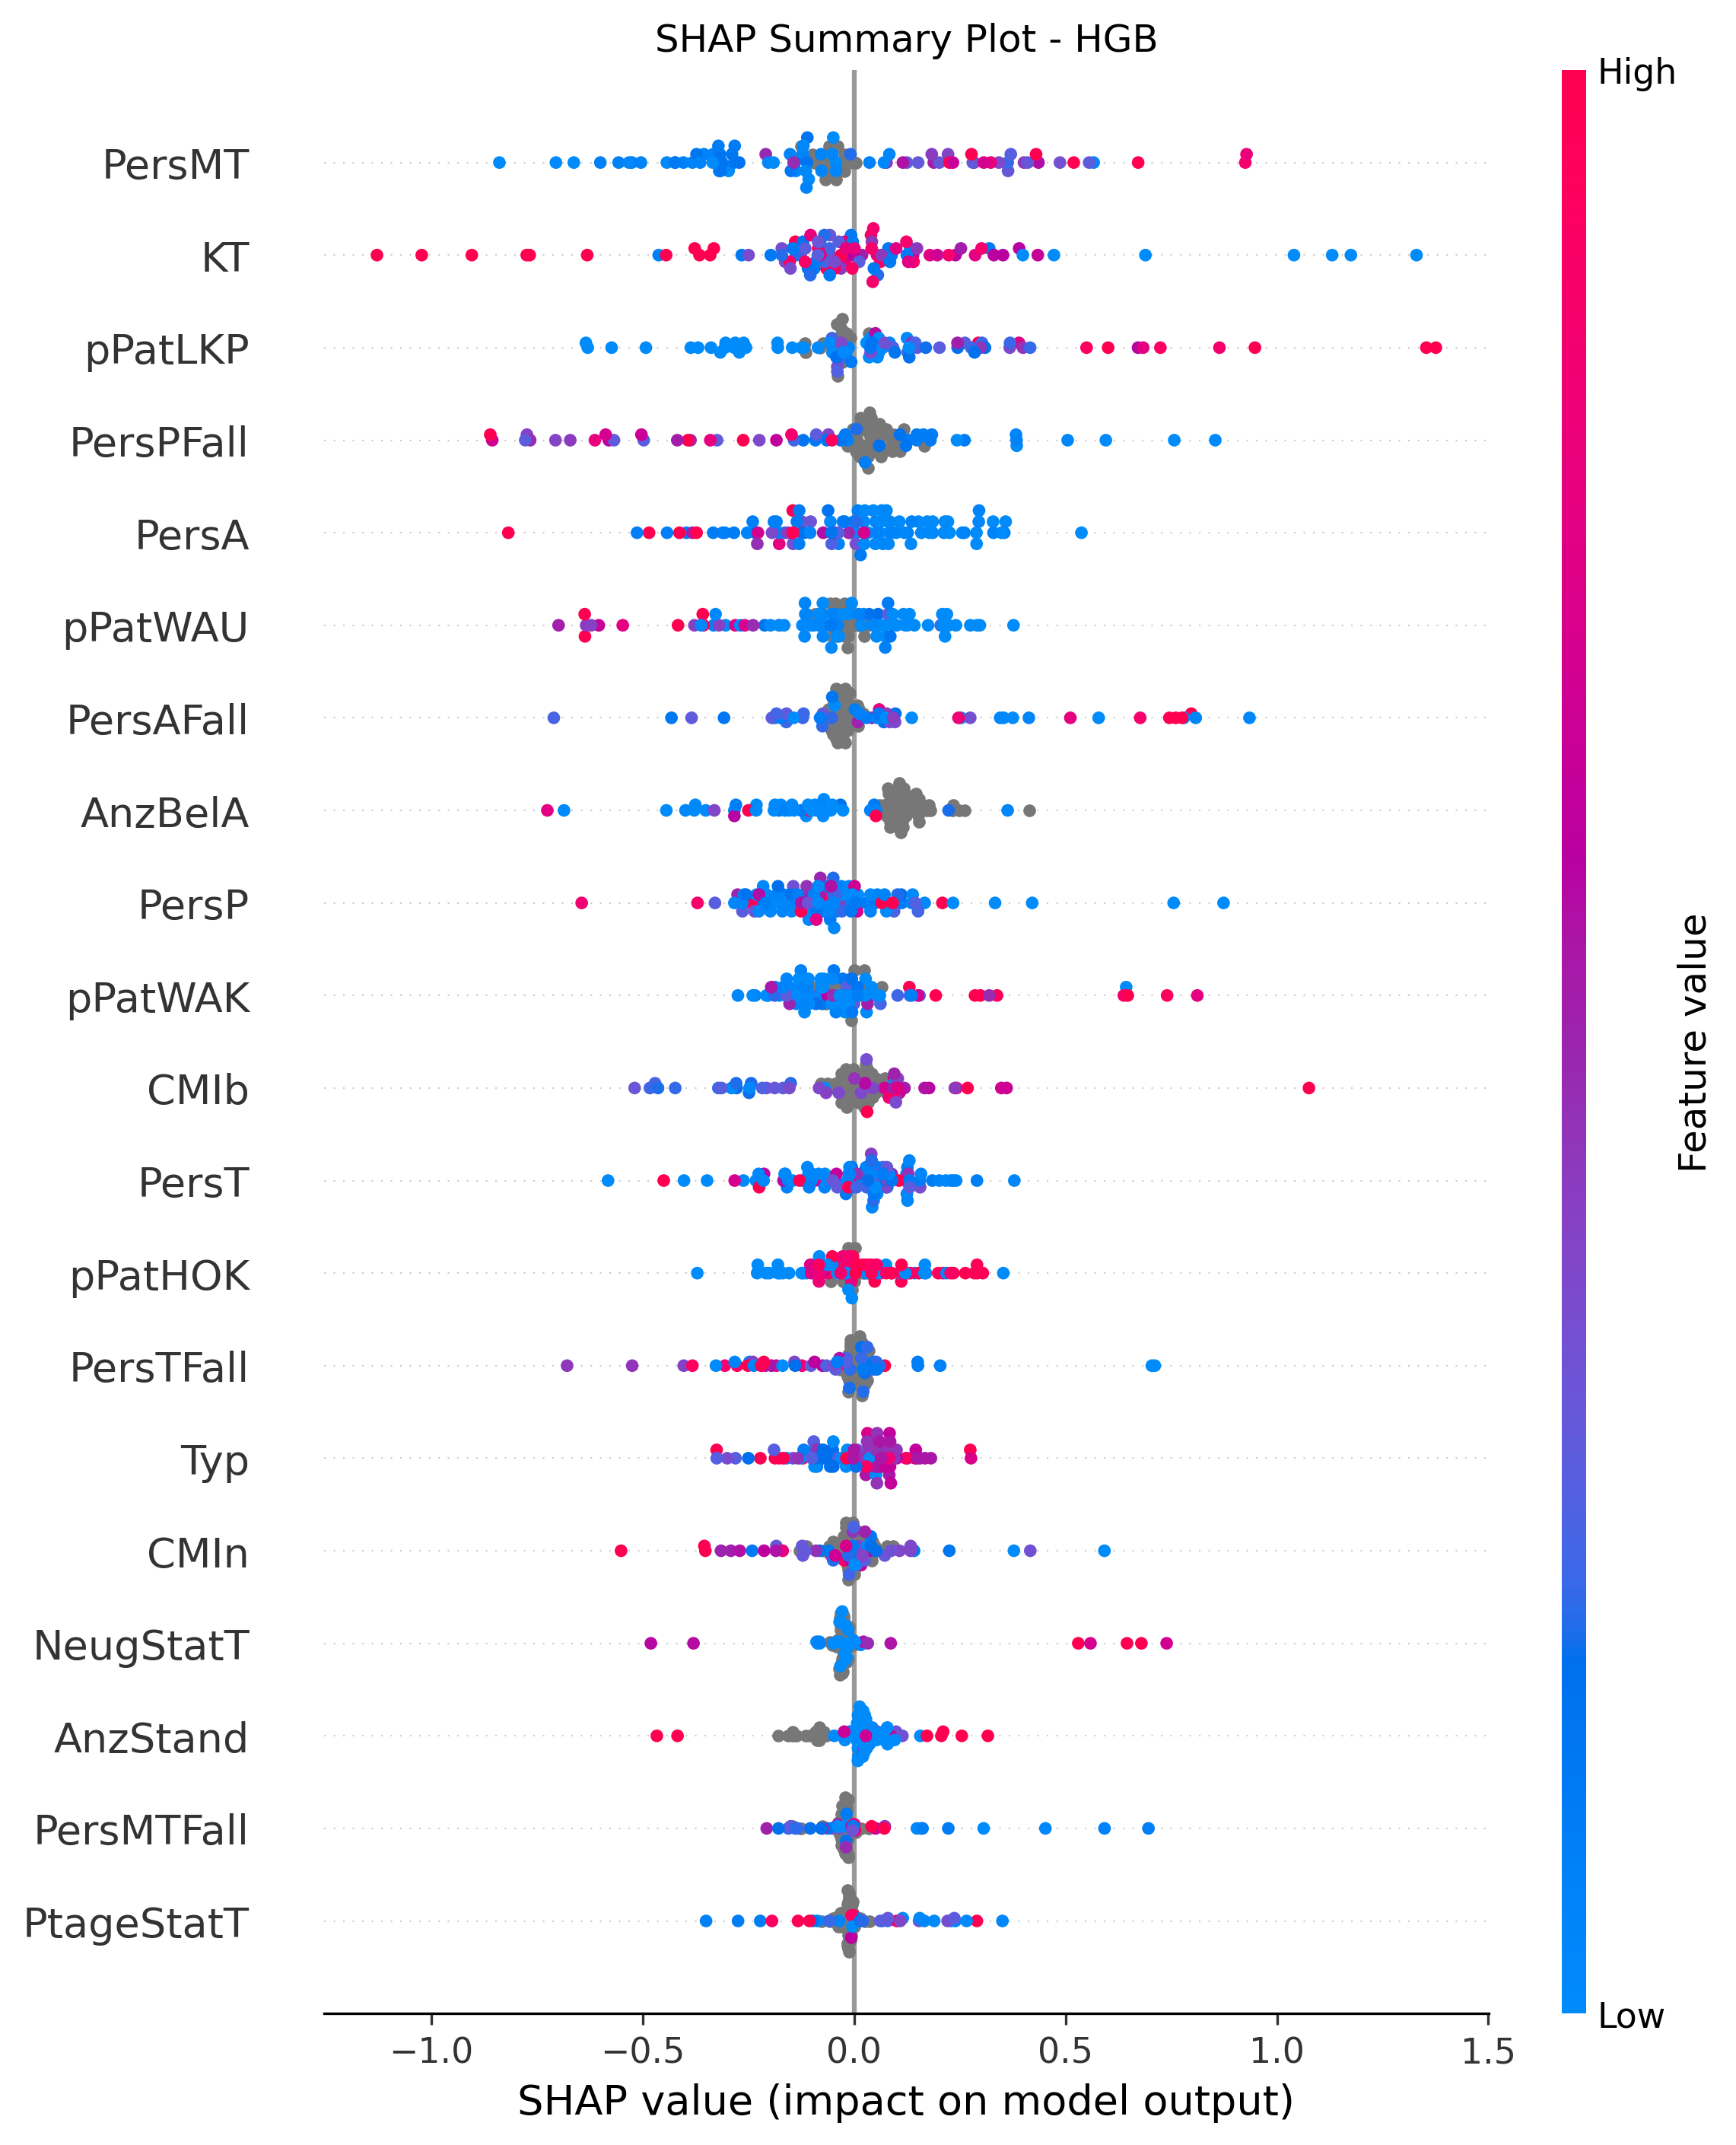 SHAP Summary Plot - HGB
High
PersMT
KT
pPatLKP
PersPFall
PersA
pPatWAU
PersAFall
AnzBelA
PersP
pPatWAK
CMIb
PersT
pPatHOK
PersTFall
Typ
CMIn
NeugStatT
AnzStand
PersMTFall
PtageStatT
Feature value
Low
−1.0 −0.5 0.0 0.5 1.0 1.5
SHAP value (impact on model output)